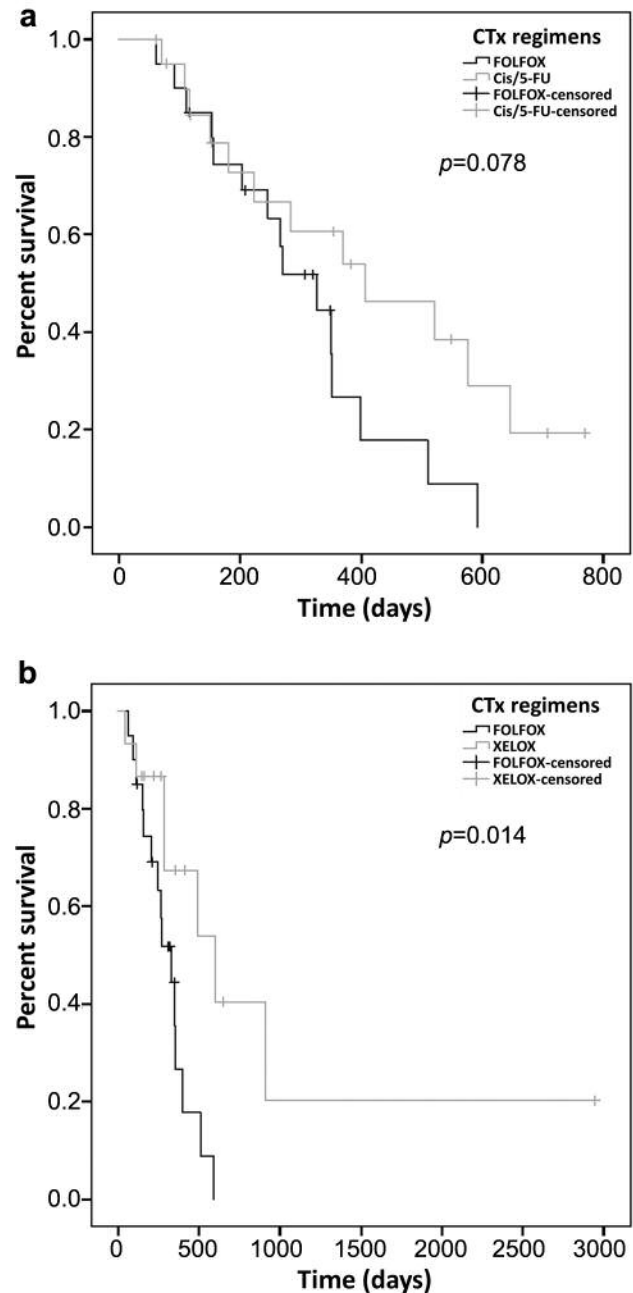 a
CTx regimens
FOLFOX
Cis/5-FU
FOLFOX-censored
Cis/5-FU-censored
p=0.078
Percent survival
1.0
0.8
0.6
0.4
0.2
0.0
0 200 400 600 800
Time (days)
b
CTx regimens
FOLFOX
XELOX
FOLFOX-censored
XELOX-censored
p=0.014
Percent survival
1.0
0.8
0.6
0.4
0.2
0.0
0 500 1000 1500 2000 2500 3000
Time (days)